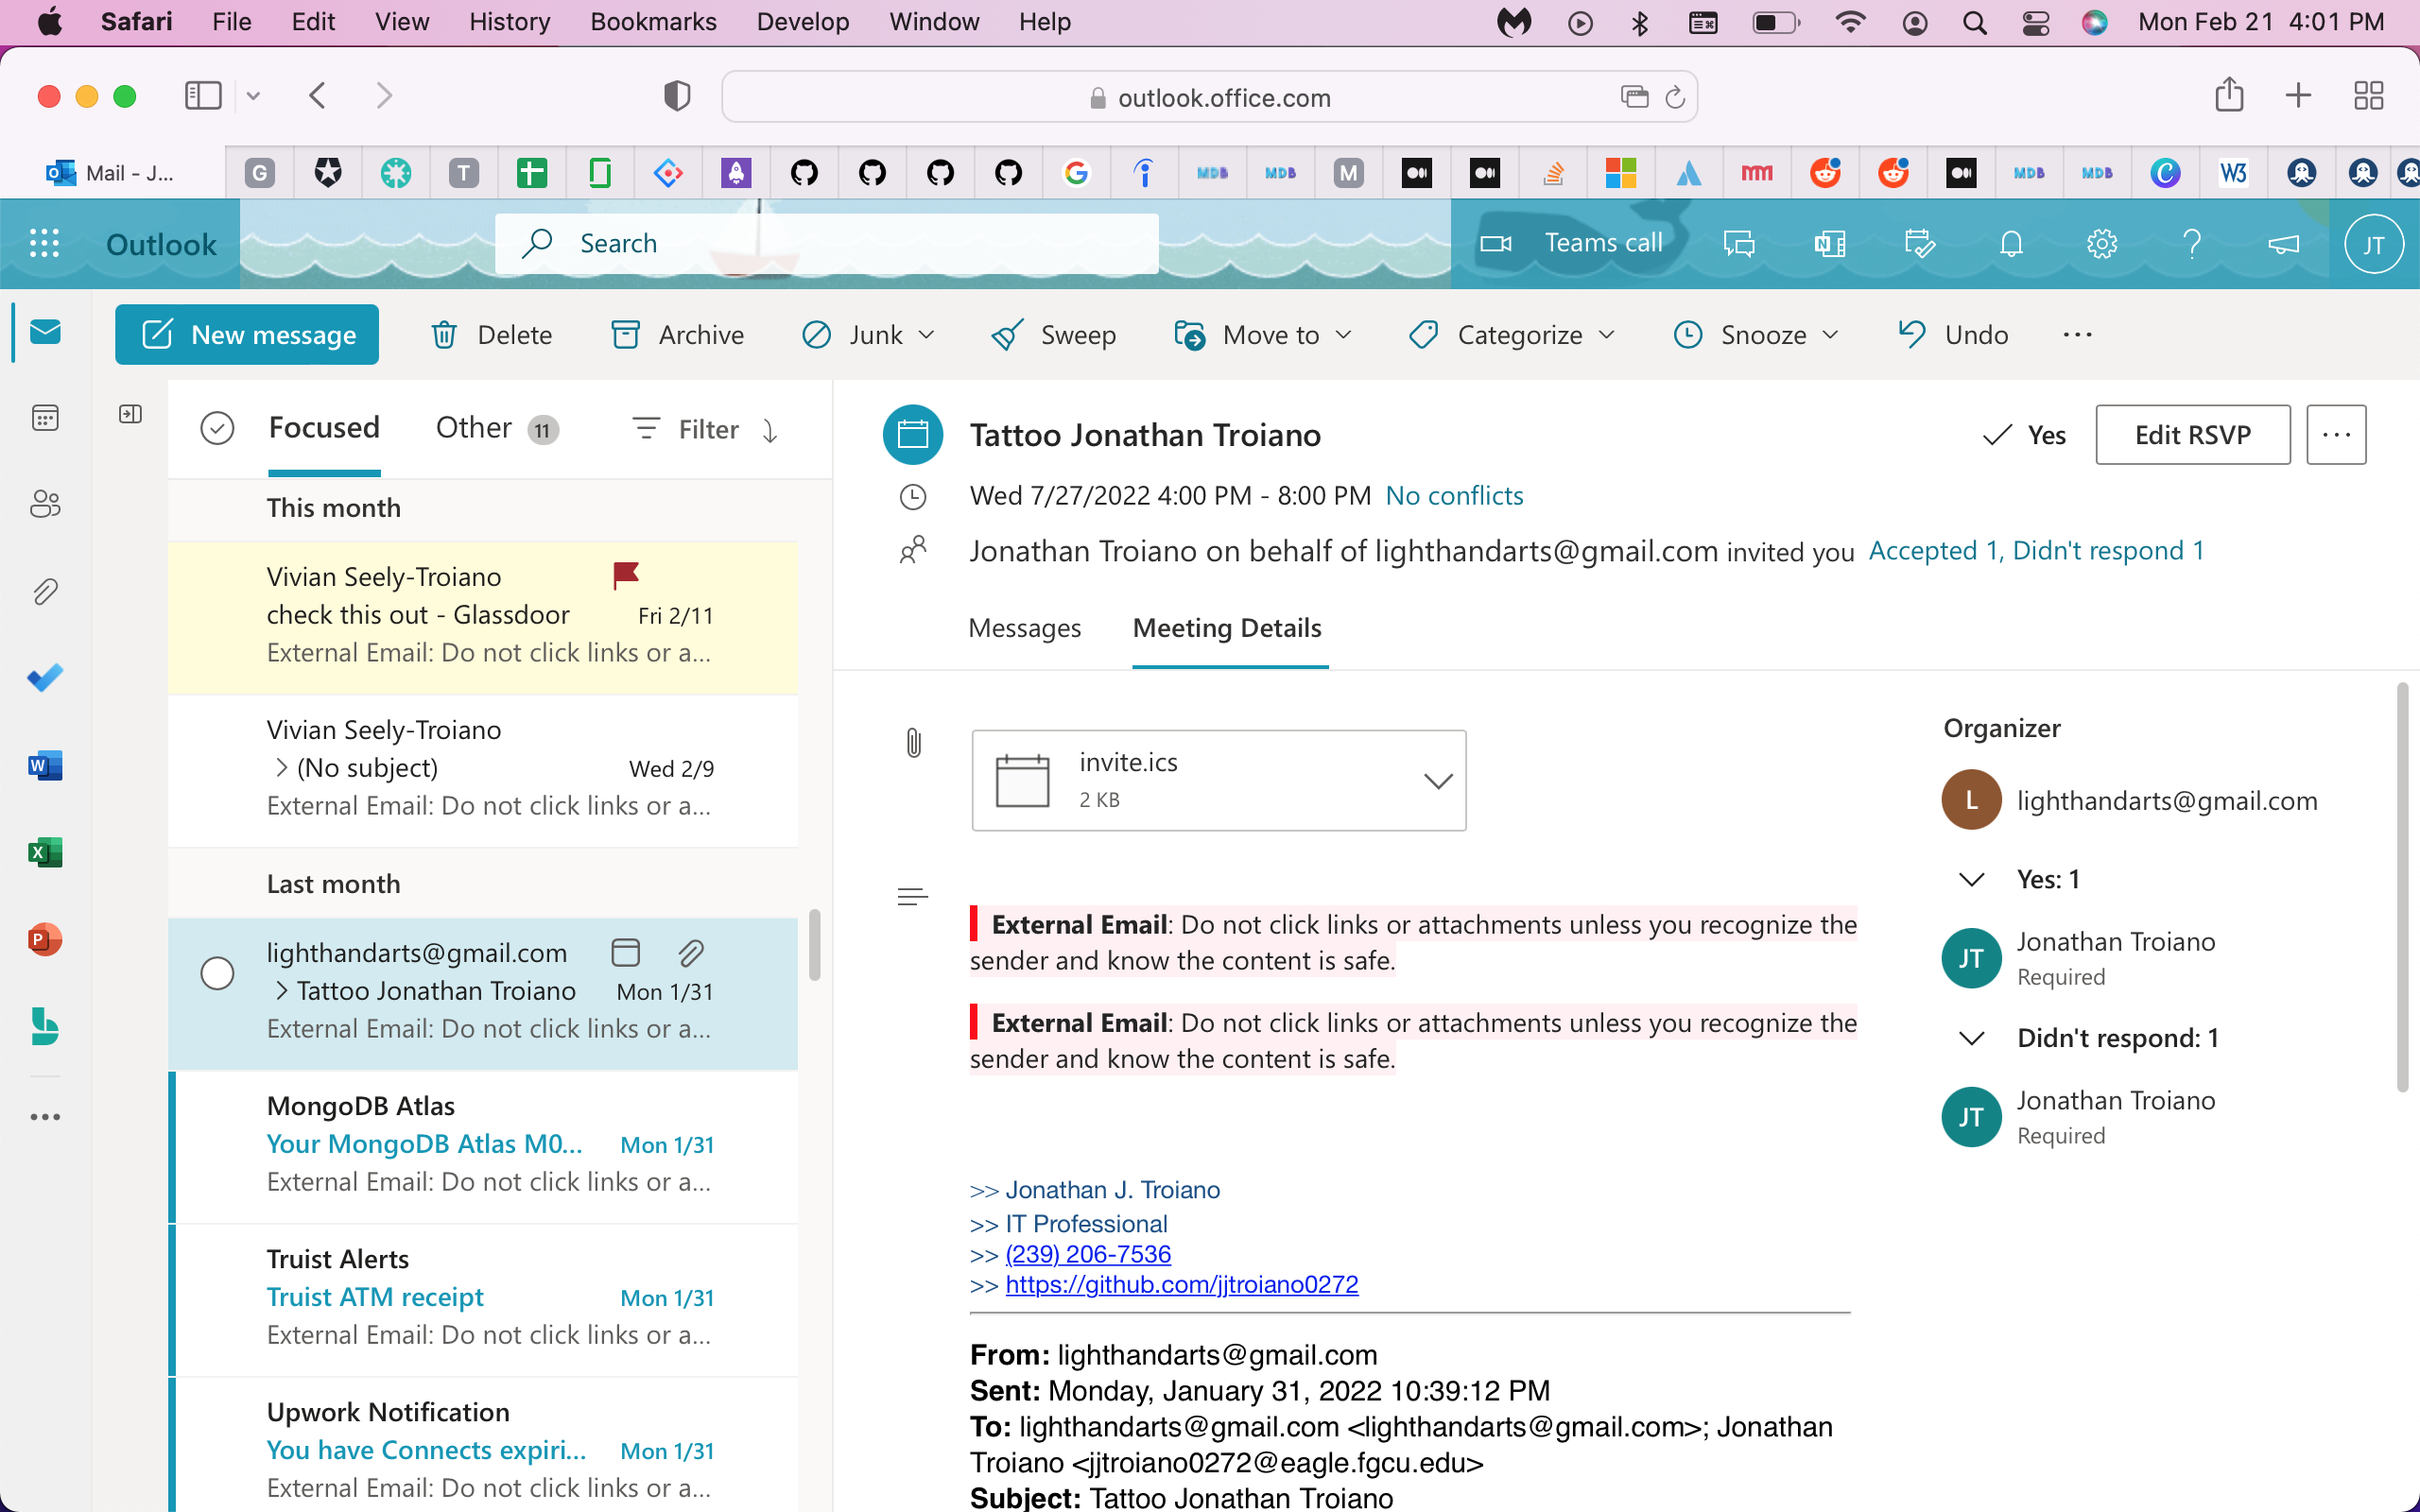 Safari File Edit View History Bookmarks Develop Window Help Mon Feb 21 4:01 PM
outlook.office.com
Mail - J... G T G MDB MDB M MDB MDB W3
Outlook Search Teams call JT
New message Delete Archive Junk Sweep Move to Categorize Snooze Undo
Focused Other 11 Filter
This month
Vivian Seely-Troiano
check this out - Glassdoor Fri 2/11
External Email: Do not click links or a...
Vivian Seely-Troiano
(No subject) Wed 2/9
External Email: Do not click links or a...
Last month
lighthandarts@gmail.com
Tattoo Jonathan Troiano Mon 1/31
External Email: Do not click links or a...
MongoDB Atlas
Your MongoDB Atlas M0... Mon 1/31
External Email: Do not click links or a...
Truist Alerts
Truist ATM receipt Mon 1/31
External Email: Do not click links or a...
Upwork Notification
You have Connects expiri... Mon 1/31
External Email: Do not click links or a...
Tattoo Jonathan Troiano Yes Edit RSVP
Wed 7/27/2022 4:00 PM - 8:00 PM No conflicts
Jonathan Troiano on behalf of lighthandarts@gmail.com invited you Accepted 1, Didn't respond 1
Messages Meeting Details
invite.ics
2 KB
External Email: Do not click links or attachments unless you recognize the
sender and know the content is safe.
External Email: Do not click links or attachments unless you recognize the
sender and know the content is safe.
>> Jonathan J. Troiano
>> IT Professional
>> (239) 206-7536
>> https://github.com/jjtroiano0272
From: lighthandarts@gmail.com
Sent: Monday, January 31, 2022 10:39:12 PM
To: lighthandarts@gmail.com <lighthandarts@gmail.com>; Jonathan
Troiano <jjtroiano0272@eagle.fgcu.edu>
Subject: Tattoo Jonathan Troiano
Organizer
L lighthandarts@gmail.com
Yes: 1
JT Jonathan Troiano
Required
Didn't respond: 1
JT Jonathan Troiano
Required